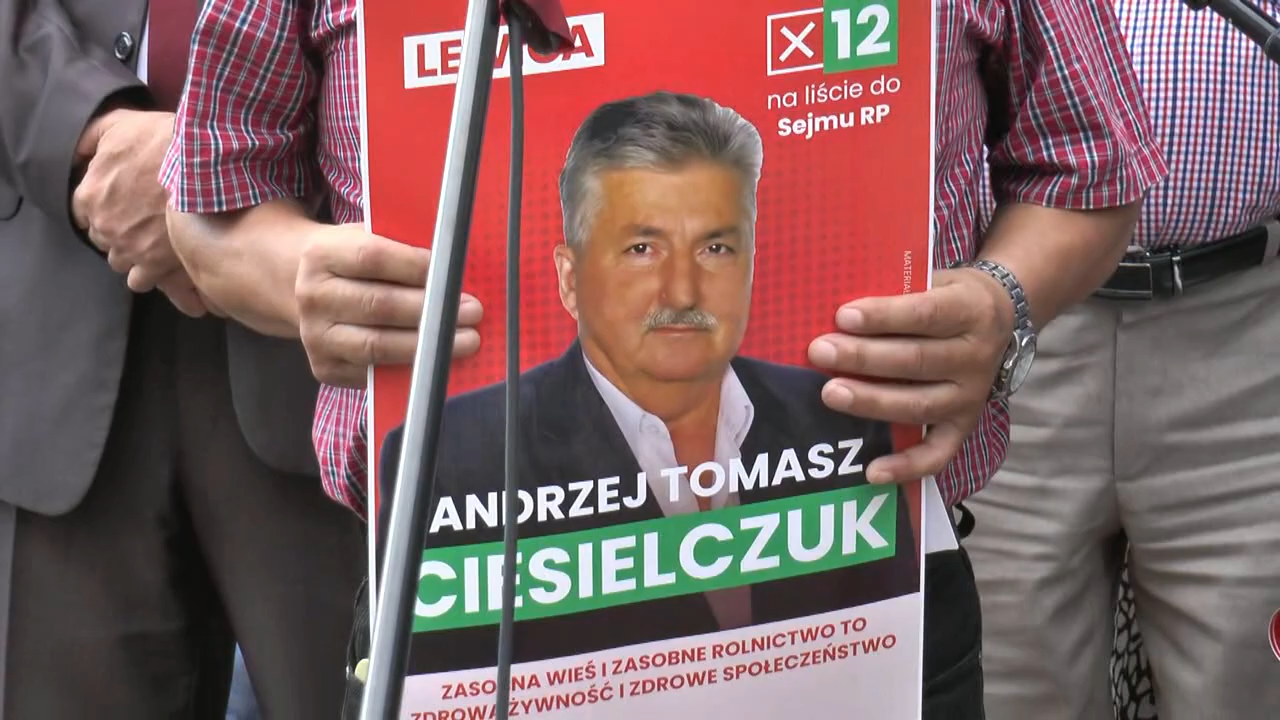 LEWICA
12
na liście do
Sejmu RP
MATERIAŁ
ANDRZEJ TOMASZ
CIESIELCZUK
ZASOBNA WIEŚ I ZASOBNE ROLNICTWO TO
ZDROWA ŻYWNOŚĆ I ZDROWE SPOŁECZEŃSTWO